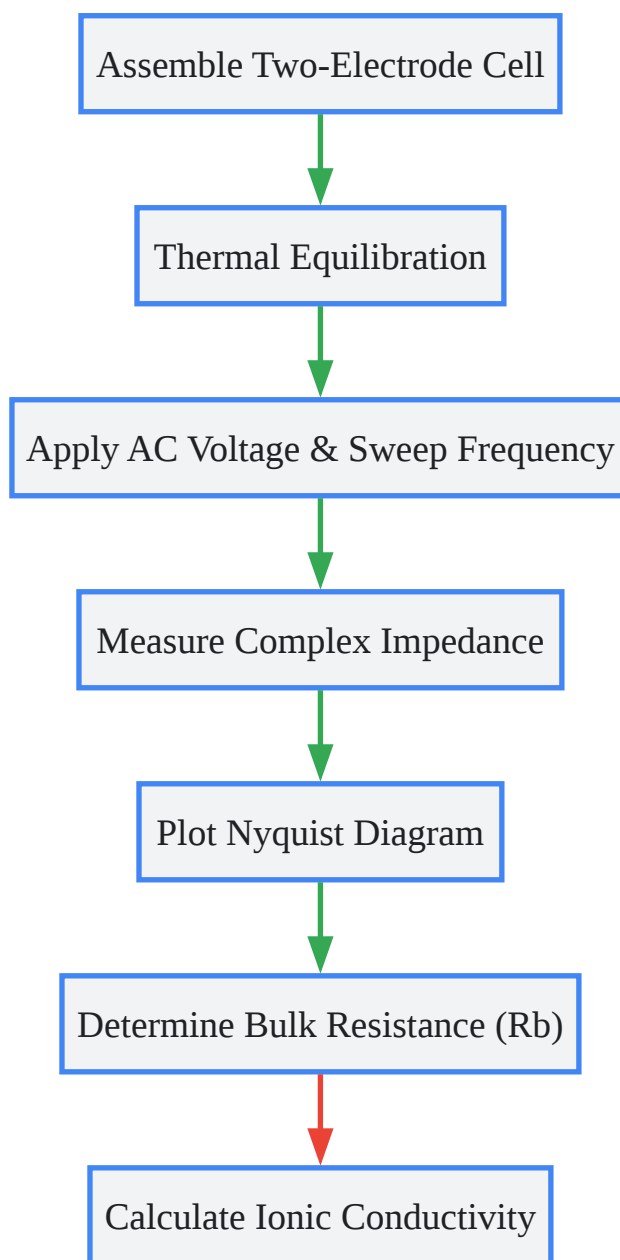 Assemble Two-Electrode Cell
Thermal Equilibration
Apply AC Voltage & Sweep Frequency
Measure Complex Impedance
Plot Nyquist Diagram
Determine Bulk Resistance (Rb)
Calculate Ionic Conductivity